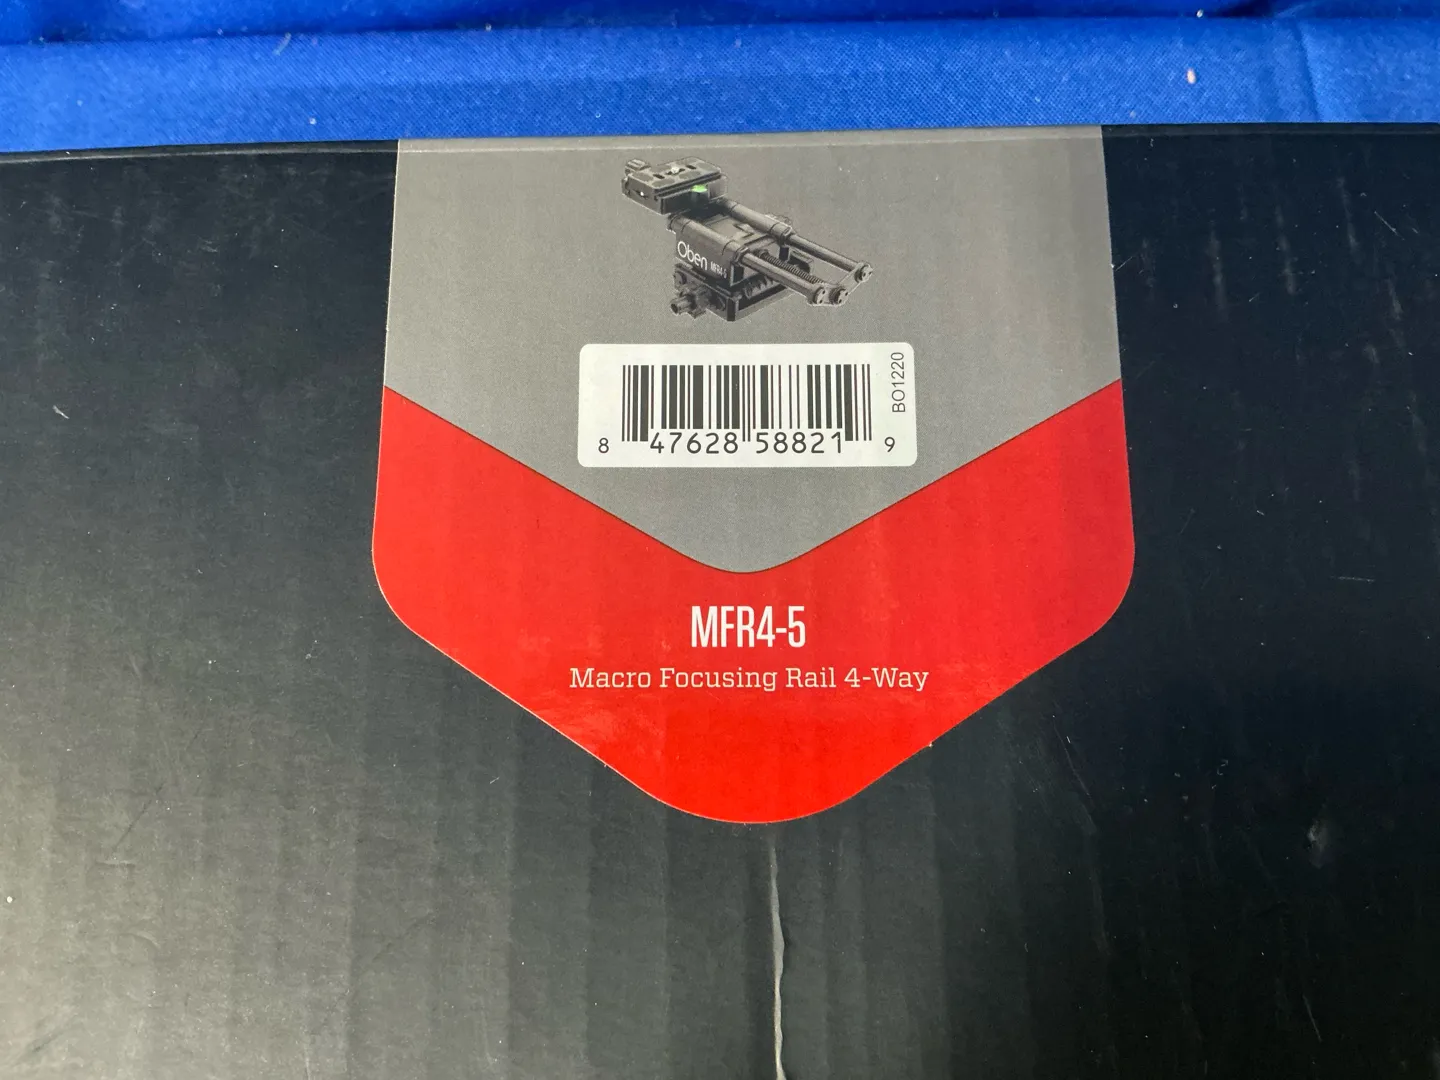 Oben MFR4-5
BO1220
8 47628 58821 9
MFR4-5
Macro Focusing Rail 4-Way